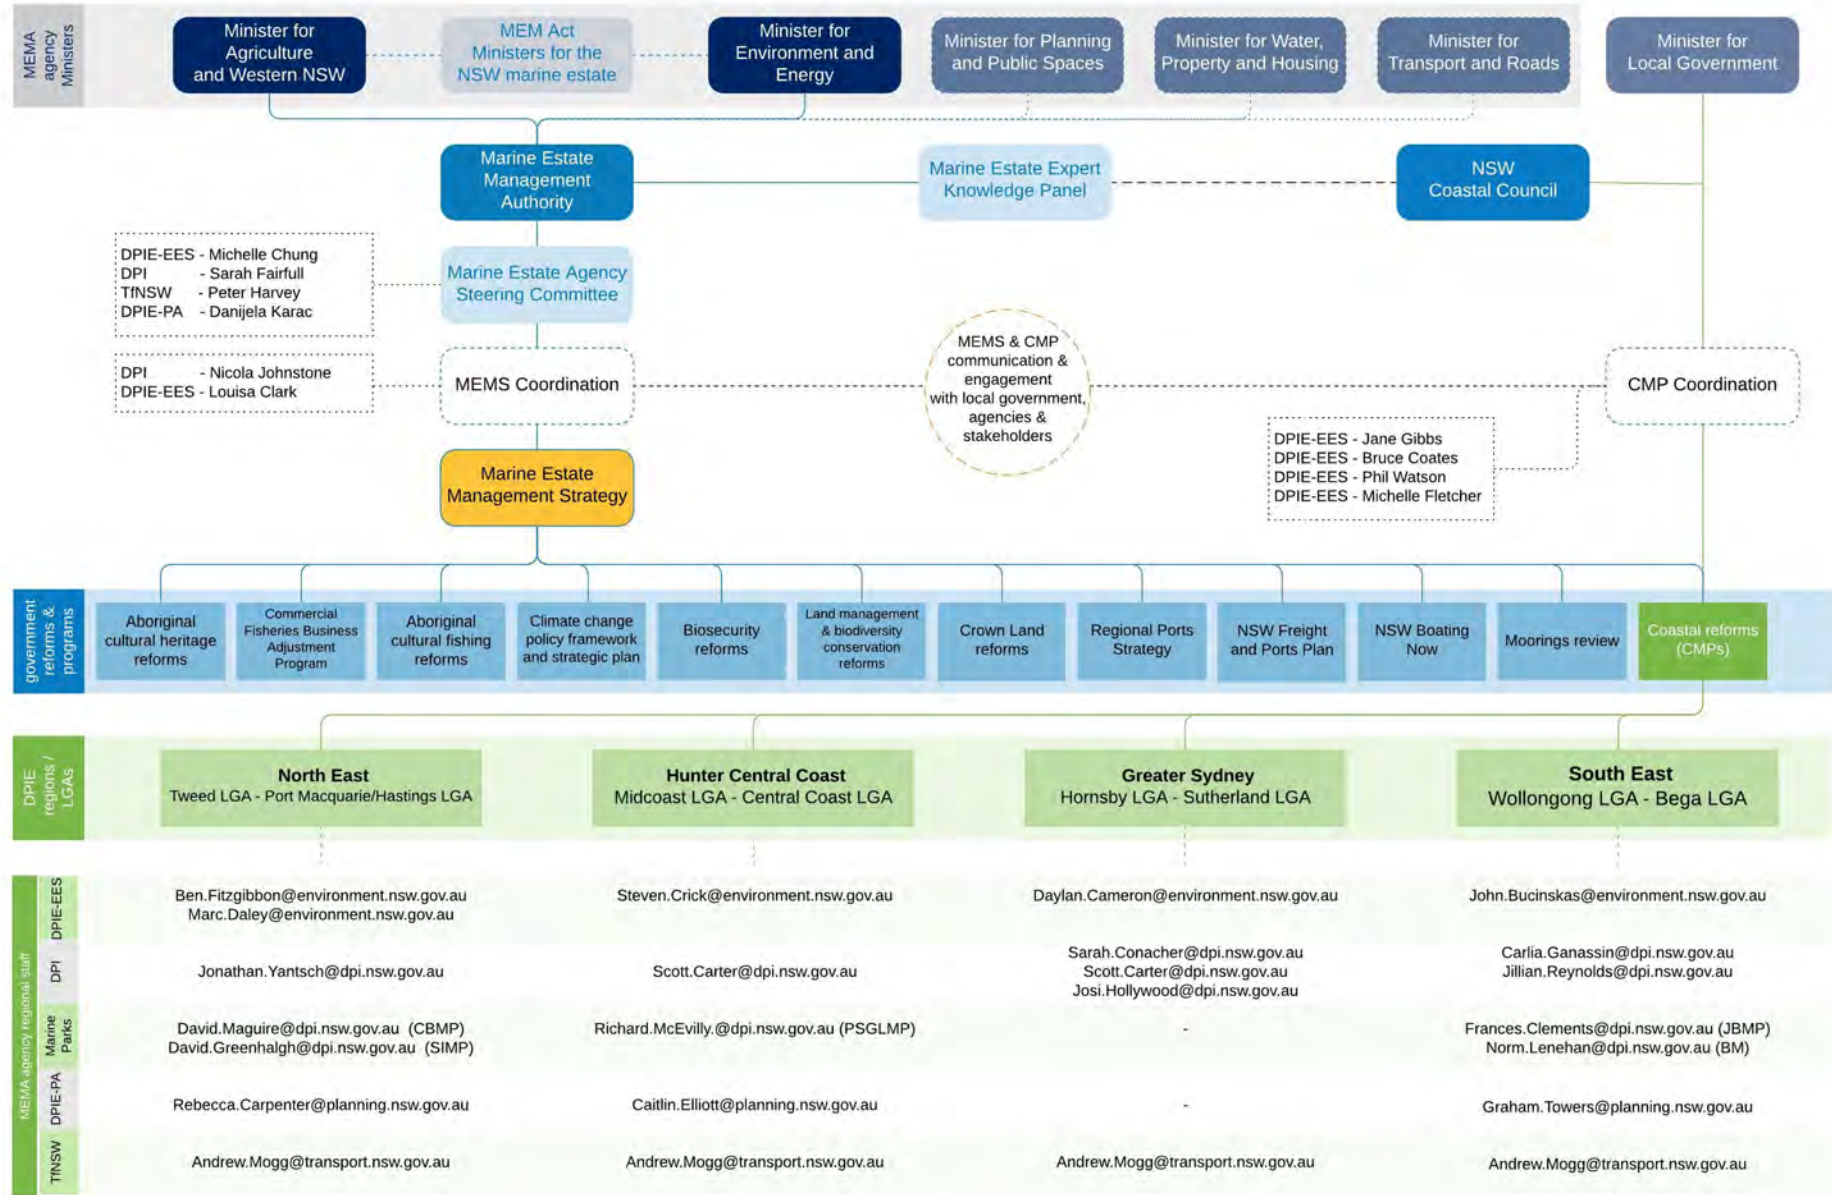 MEMA
agency
Ministers
Minister for
Agriculture
and Western NSW
MEM Act
Ministers for the
NSW marine estate
Minister for
Environment and
Energy
Minister for Planning
and Public Spaces
Minister for Water,
Property and Housing
Minister for
Transport and Roads
Minister for
Local Government
Marine Estate
Management
Authority
Marine Estate Expert
Knowledge Panel
NSW
Coastal Council
DPIE-EES - Michelle Chung
DPI - Sarah Fairfull
TfNSW - Peter Harvey
DPIE-PA - Danijela Karac
Marine Estate Agency
Steering Committee
DPI - Nicola Johnstone
DPIE-EES - Louisa Clark
MEMS Coordination
MEMS & CMP
communication &
engagement
with local government,
agencies &
stakeholders
CMP Coordination
DPIE-EES - Jane Gibbs
DPIE-EES - Bruce Coates
DPIE-EES - Phil Watson
DPIE-EES - Michelle Fletcher
Marine Estate
Management Strategy
government
reforms &
programs
Aboriginal
cultural heritage
reforms
Commercial
Fisheries Business
Adjustment
Program
Aboriginal
cultural fishing
reforms
Climate change
policy framework
and strategic plan
Biosecurity
reforms
Land management
& biodiversity
conservation
reforms
Crown Land
reforms
Regional Ports
Strategy
NSW Freight
and Ports Plan
NSW Boating
Now
Moorings review
Coastal reforms
(CMPs)
DPIE
regions /
LGAs
North East
Tweed LGA - Port Macquarie/Hastings LGA
Hunter Central Coast
Midcoast LGA - Central Coast LGA
Greater Sydney
Hornsby LGA - Sutherland LGA
South East
Wollongong LGA - Bega LGA
MEMA agency regional staff
DPIE-EES
Ben.Fitzgibbon@environment.nsw.gov.au
Marc.Daley@environment.nsw.gov.au
Steven.Crick@environment.nsw.gov.au
Daylan.Cameron@environment.nsw.gov.au
John.Bucinskas@environment.nsw.gov.au
DPI
Jonathan.Yantsch@dpi.nsw.gov.au
Scott.Carter@dpi.nsw.gov.au
Sarah.Conacher@dpi.nsw.gov.au
Scott.Carter@dpi.nsw.gov.au
Josi.Hollywood@dpi.nsw.gov.au
Carlia.Ganassin@dpi.nsw.gov.au
Jillian.Reynolds@dpi.nsw.gov.au
Marine
Parks
David.Maguire@dpi.nsw.gov.au (CBMP)
David.Greenhalgh@dpi.nsw.gov.au (SIMP)
Richard.McEvilly.@dpi.nsw.gov.au (PSGLMP)
-
Frances.Clements@dpi.nsw.gov.au (JBMP)
Norm.Lenehan@dpi.nsw.gov.au (BM)
DPIE-PA
Rebecca.Carpenter@planning.nsw.gov.au
Caitlin.Elliott@planning.nsw.gov.au
-
Graham.Towers@planning.nsw.gov.au
TfNSW
Andrew.Mogg@transport.nsw.gov.au
Andrew.Mogg@transport.nsw.gov.au
Andrew.Mogg@transport.nsw.gov.au
Andrew.Mogg@transport.nsw.gov.au